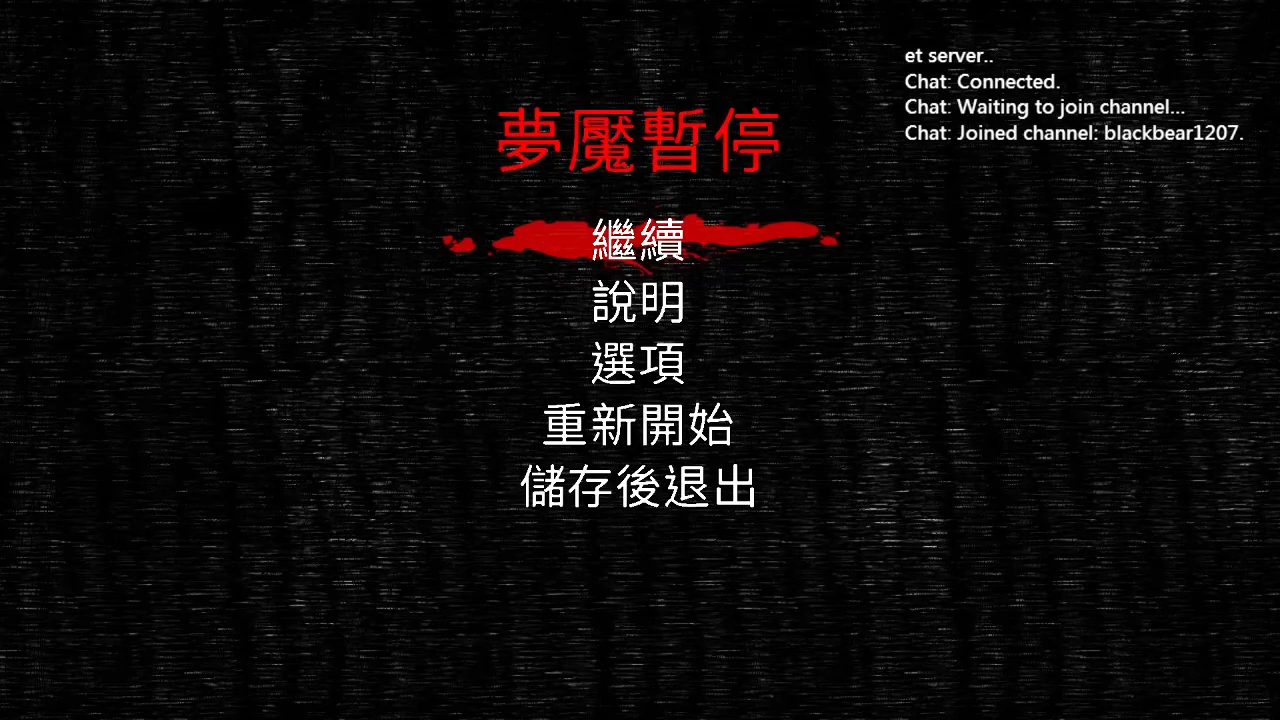 et server..
Chat: Connected.
Chat: Waiting to join channel...
Chat: Joined channel: blackbear1207.
夢魘暫停
繼續
說明
選項
重新開始
儲存後退出